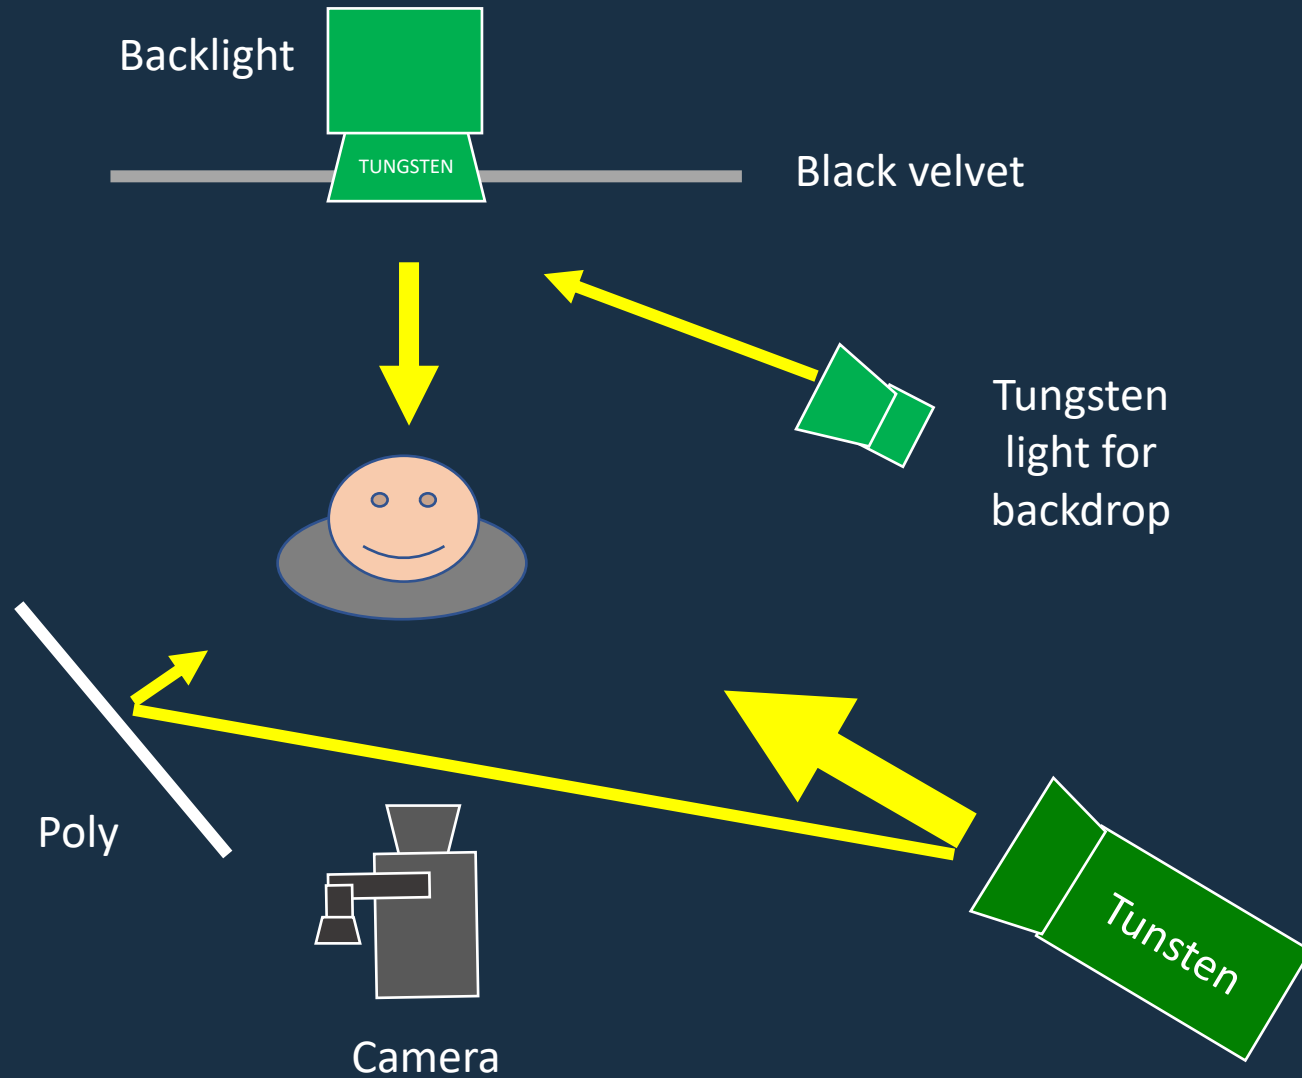 Backlight
TUNGSTEN
Black velvet
Tungsten
light for
backdrop
Poly
Tunsten
Camera